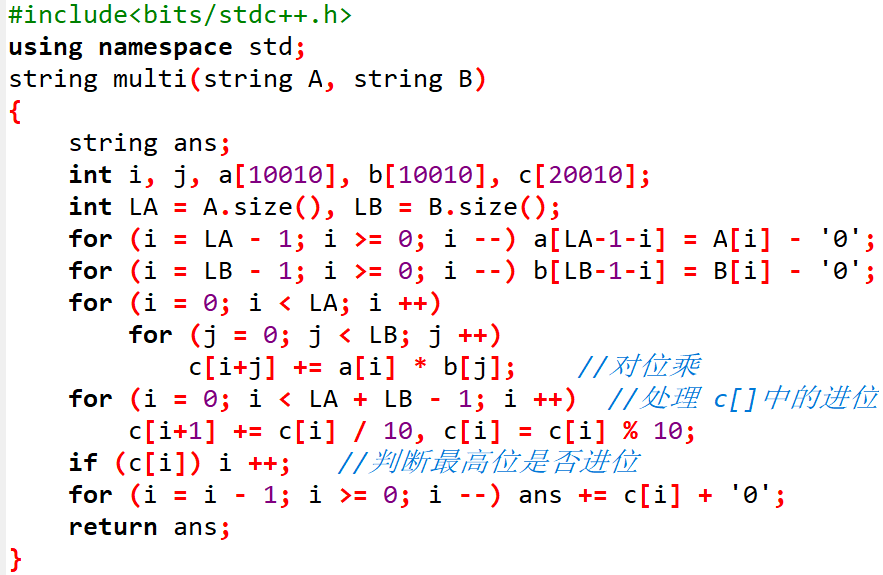 #include<bits/stdc++.h>
using namespace std;
string multi(string A, string B)
{
    string ans;
    int i, j, a[10010], b[10010], c[20010];
    int LA = A.size(), LB = B.size();
    for (i = LA - 1; i >= 0; i --) a[LA-1-i] = A[i] - '0';
    for (i = LB - 1; i >= 0; i --) b[LB-1-i] = B[i] - '0';
    for (i = 0; i < LA; i ++)
        for (j = 0; j < LB; j ++)
            c[i+j] += a[i] * b[j];     //对位乘
    for (i = 0; i < LA + LB - 1; i ++)  //处理 c[]中的进位
        c[i+1] += c[i] / 10, c[i] = c[i] % 10;
    if (c[i]) i ++;   //判断最高位是否进位
    for (i = i - 1; i >= 0; i --) ans += c[i] + '0';
    return ans;
}